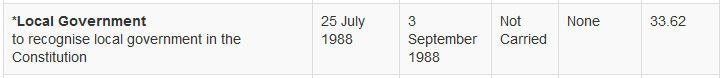 *Local Government
to recognise local government in the
Constitution
25 July
1988
3
September
1988
Not
Carried
None
33.62